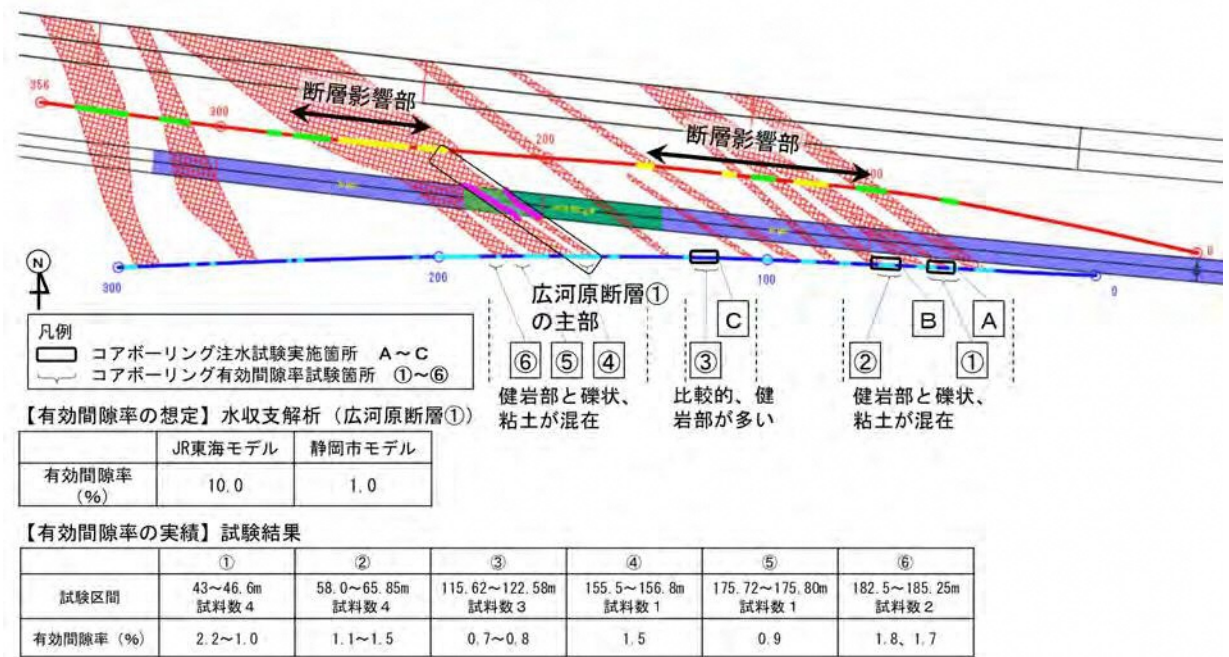 断層影響部
356
300
200
断層影響部
100
0
N
300
200
100
0
広河原断層①
の主部
C
B
A
⑥
⑤
④
③
②
①
健岩部と礫状、
粘土が混在
比較的、健
岩部が多い
健岩部と礫状、
粘土が混在
凡例
コアボーリング注水試験実施箇所 A~C
コアボーリング有効間隙率試験箇所 ①~⑥
【有効間隙率の想定】水収支解析（広河原断層①）
JR東海モデル 静岡市モデル
有効間隙率
(%) 10.0 1.0
【有効間隙率の実績】試験結果
① ② ③ ④ ⑤ ⑥
試験区間 43~46.6m 58.0~65.85m 115.62~122.58m 155.5~156.8m 175.72~175.80m 182.5~185.25m
試料数4 試料数4 試料数3 試料数1 試料数1 試料数2
有効間隙率(%) 2.2~1.0 1.1~1.5 0.7~0.8 1.5 0.9 1.8、1.7